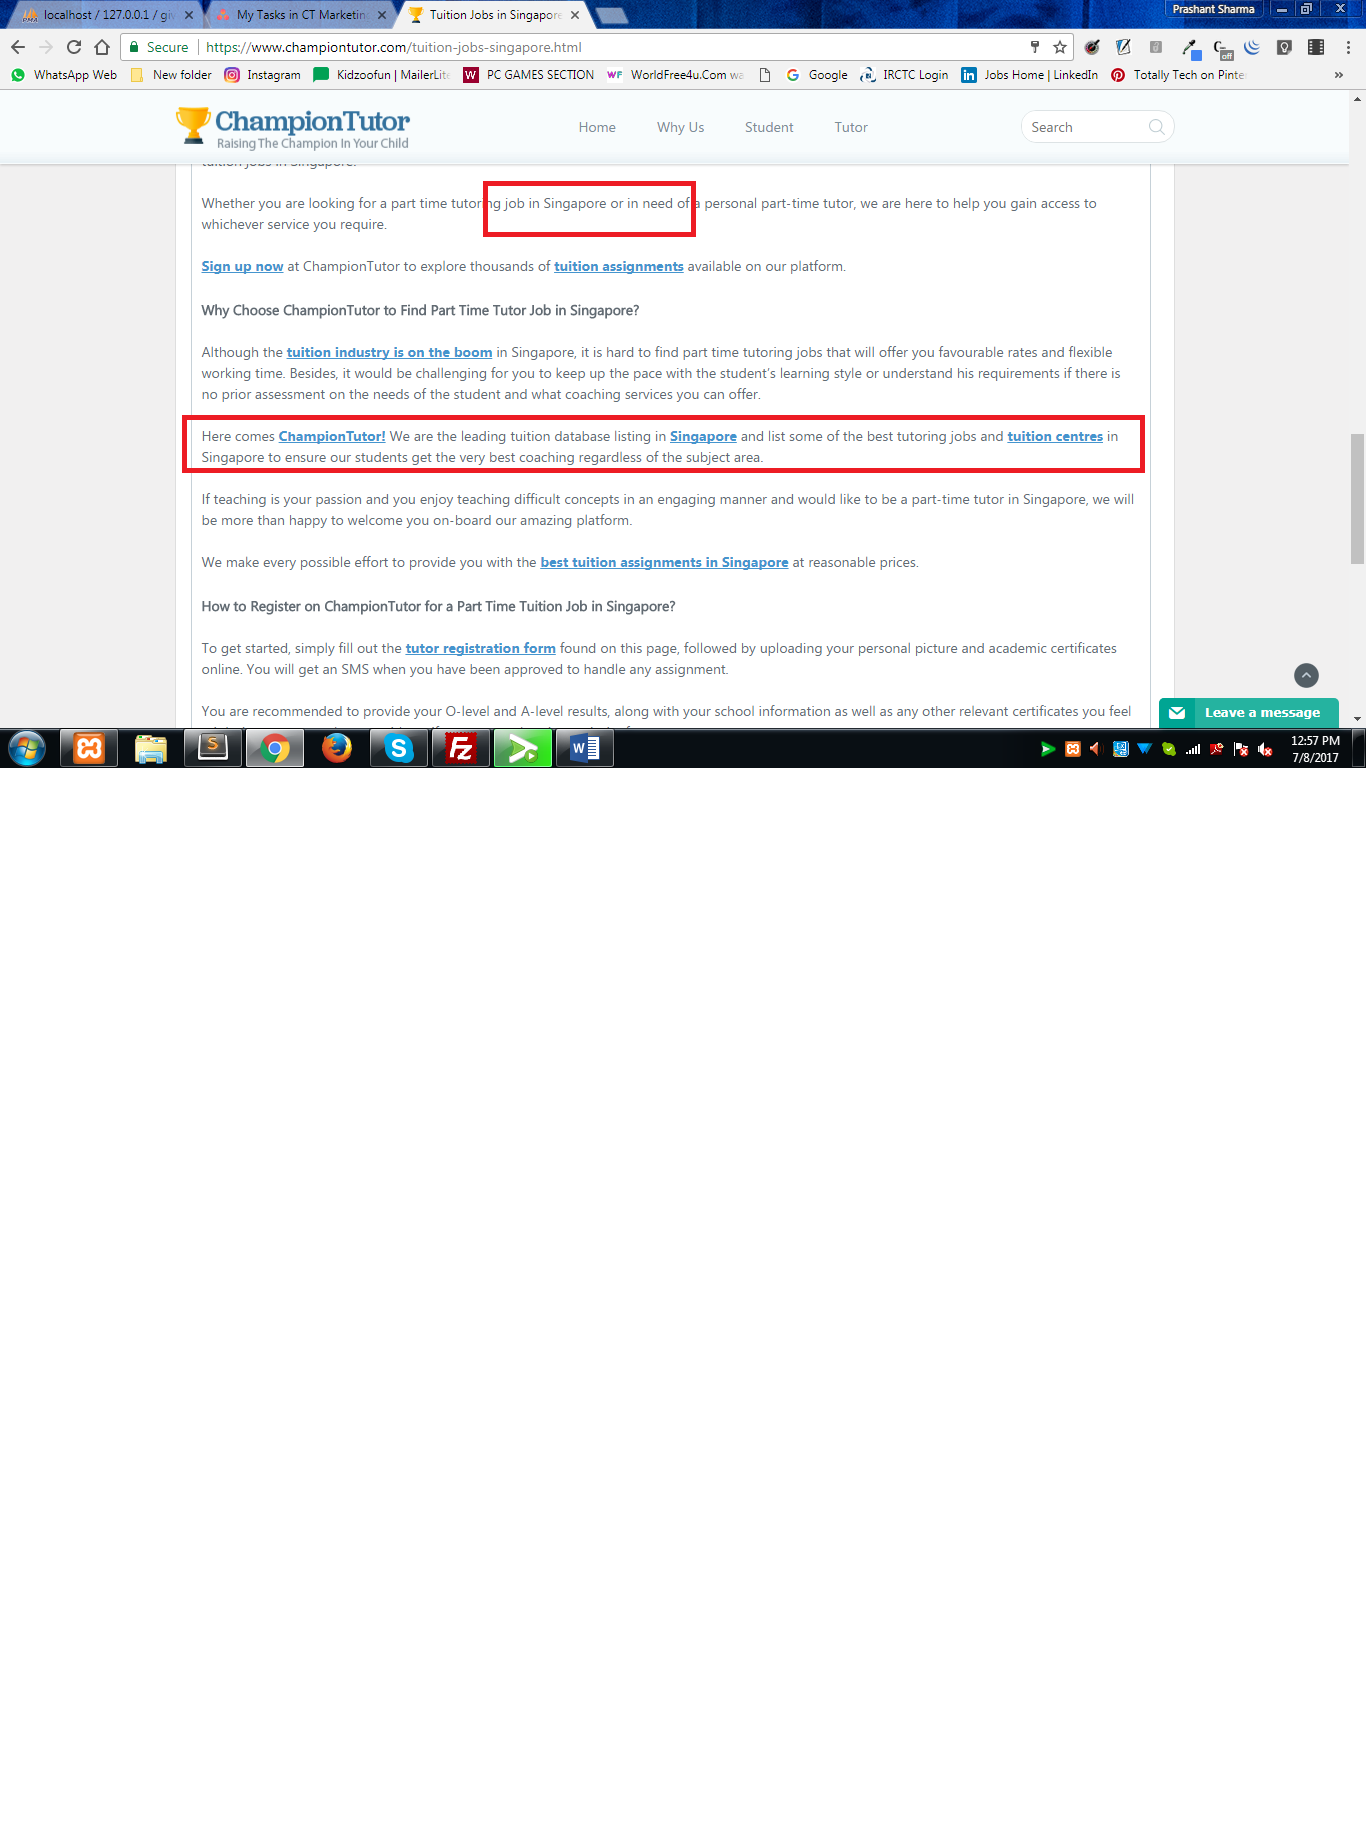 localhost / 127.0.0.1 / giv
My Tasks in CT Marketing
Tuition Jobs in Singapore
Prashant Sharma
Secure
https://www.championtutor.com/tuition-jobs-singapore.html
off
WhatsApp Web
New folder
Instagram
Kidzoofun | MailerLite
PC GAMES SECTION
WorldFree4u.Com wa
Google
IRCTC Login
Jobs Home | LinkedIn
Totally Tech on Pinte
»
ChampionTutor
Raising The Champion In Your Child
Home
Why Us
Student
Tutor
Search
tuition jobs in Singapore.
Whether you are looking for a part time tutoring job in Singapore or in need of a personal part-time tutor, we are here to help you gain access to
whichever service you require.
Sign up now at ChampionTutor to explore thousands of tuition assignments available on our platform.
Why Choose ChampionTutor to Find Part Time Tutor Job in Singapore?
Although the tuition industry is on the boom in Singapore, it is hard to find part time tutoring jobs that will offer you favourable rates and flexible
working time. Besides, it would be challenging for you to keep up the pace with the student's learning style or understand his requirements if there is
no prior assessment on the needs of the student and what coaching services you can offer.
Here comes ChampionTutor! We are the leading tuition database listing in Singapore and list some of the best tutoring jobs and tuition centres in
Singapore to ensure our students get the very best coaching regardless of the subject area.
If teaching is your passion and you enjoy teaching difficult concepts in an engaging manner and would like to be a part-time tutor in Singapore, we will
be more than happy to welcome you on-board our amazing platform.
We make every possible effort to provide you with the best tuition assignments in Singapore at reasonable prices.
How to Register on ChampionTutor for a Part Time Tuition Job in Singapore?
To get started, simply fill out the tutor registration form found on this page, followed by uploading your personal picture and academic certificates
online. You will get an SMS when you have been approved to handle any assignment.
You are recommended to provide your O-level and A-level results, along with your school information as well as any other relevant certificates you feel
Leave a message
12:57 PM
7/8/2017